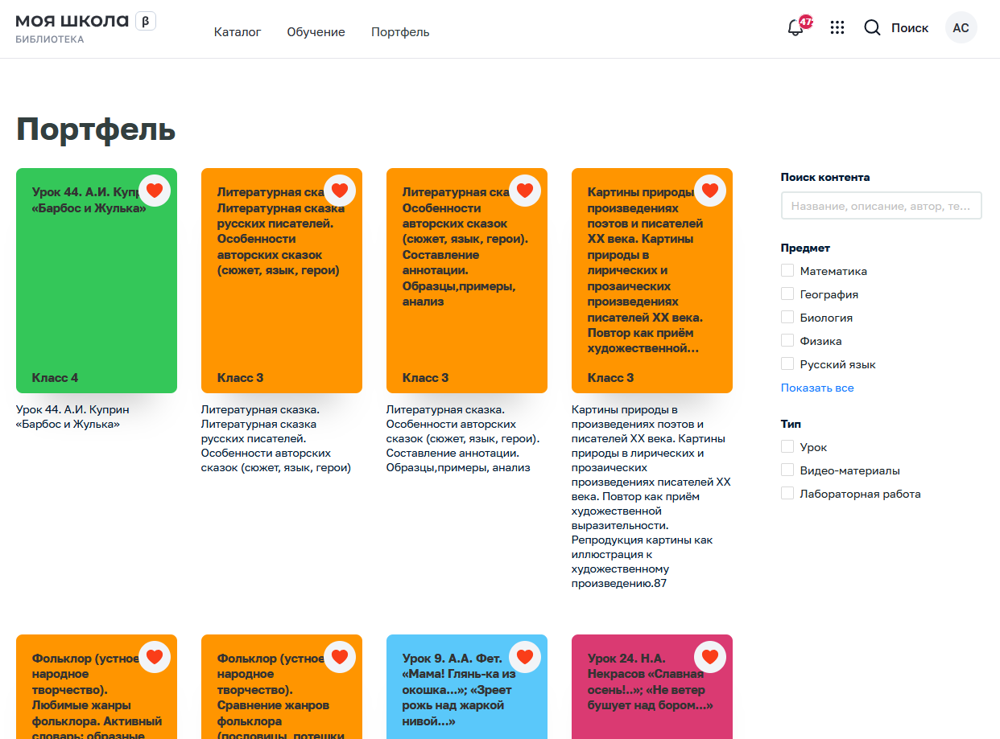 моя школа β
БИБЛИОТЕКА
Каталог
Обучение
Портфель
47
Поиск
АС
Портфель
Урок 44. А.И. Купр
«Барбос и Жулька»
Класс 4
Урок 44. А.И. Куприн
«Барбос и Жулька»
Литературная ска
Литературная сказка
русских писателей.
Особенности
авторских сказок
(сюжет, язык, герои)
Класс 3
Литературная сказка.
Литературная сказка
русских писателей.
Особенности авторских
сказок (сюжет, язык, герои)
Литературная ска
Особенности
авторских сказок
(сюжет, язык, герои).
Составление
аннотации.
Образцы,примеры,
анализ
Класс 3
Литературная сказка.
Особенности авторских
сказок (сюжет, язык, герои).
Составление аннотации.
Образцы,примеры, анализ
Картины природы
произведениях
поэтов и писателей
ХХ века. Картины
природы в
лирических и
прозаических
произведениях
писателей ХХ века.
Повтор как приём
художественной...
Класс 3
Картины природы в
произведениях поэтов и
писателей ХХ века. Картины
природы в лирических и
прозаических
произведениях писателей ХХ
века. Повтор как приём
художественной
выразительности.
Репродукция картины как
иллюстрация к
художественному
произведению.87
Поиск контента
Название, описание, автор, те...
Предмет
Математика
География
Биология
Физика
Русский язык
Показать все
Тип
Урок
Видео-материалы
Лабораторная работа
Фольклор (устное
народное
творчество).
Любимые жанры
фольклора. Активный
словарь: образные
Фольклор (устное
народное
творчество).
Сравнение жанров
фольклора
(пословицы, потешки
Урок 9. А.А. Фет.
«Мама! Глянь-ка из
окошка...»; «Зреет
рожь над жаркой
нивой...»
Урок 24. Н.А.
Некрасов «Славная
осень!..»; «Не ветер
бушует над бором...»